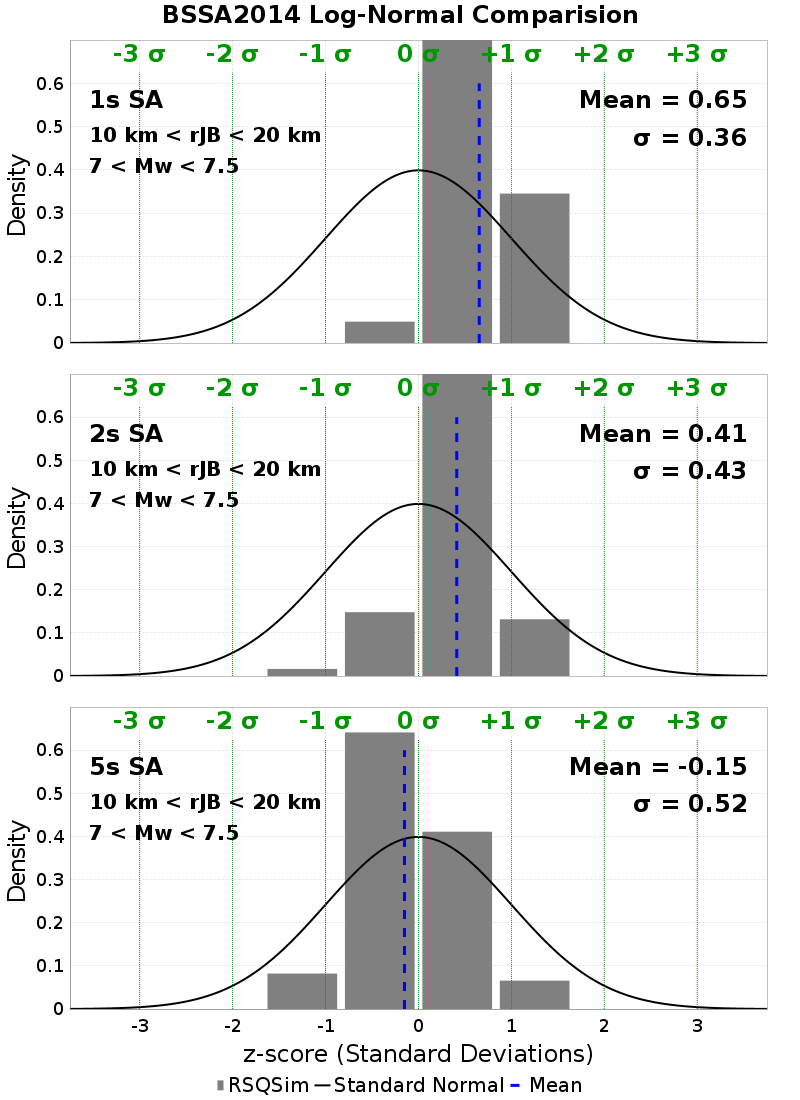 BSSA2014 Log-Normal Comparision
-3 σ -2 σ -1 σ 0 σ +1 σ +2 σ +3 σ
1s SA Mean = 0.65
10 km < rJB < 20 km σ = 0.36
7 < Mw < 7.5
Density
0.6
0.5
0.4
0.3
0.2
0.1
0
-3 σ -2 σ -1 σ 0 σ +1 σ +2 σ +3 σ
2s SA Mean = 0.41
10 km < rJB < 20 km σ = 0.43
7 < Mw < 7.5
Density
0.6
0.5
0.4
0.3
0.2
0.1
0
-3 σ -2 σ -1 σ 0 σ +1 σ +2 σ +3 σ
5s SA Mean = -0.15
10 km < rJB < 20 km σ = 0.52
7 < Mw < 7.5
Density
0.6
0.5
0.4
0.3
0.2
0.1
0
-3 -2 -1 0 1 2 3
z-score (Standard Deviations)
RSQSim Standard Normal Mean